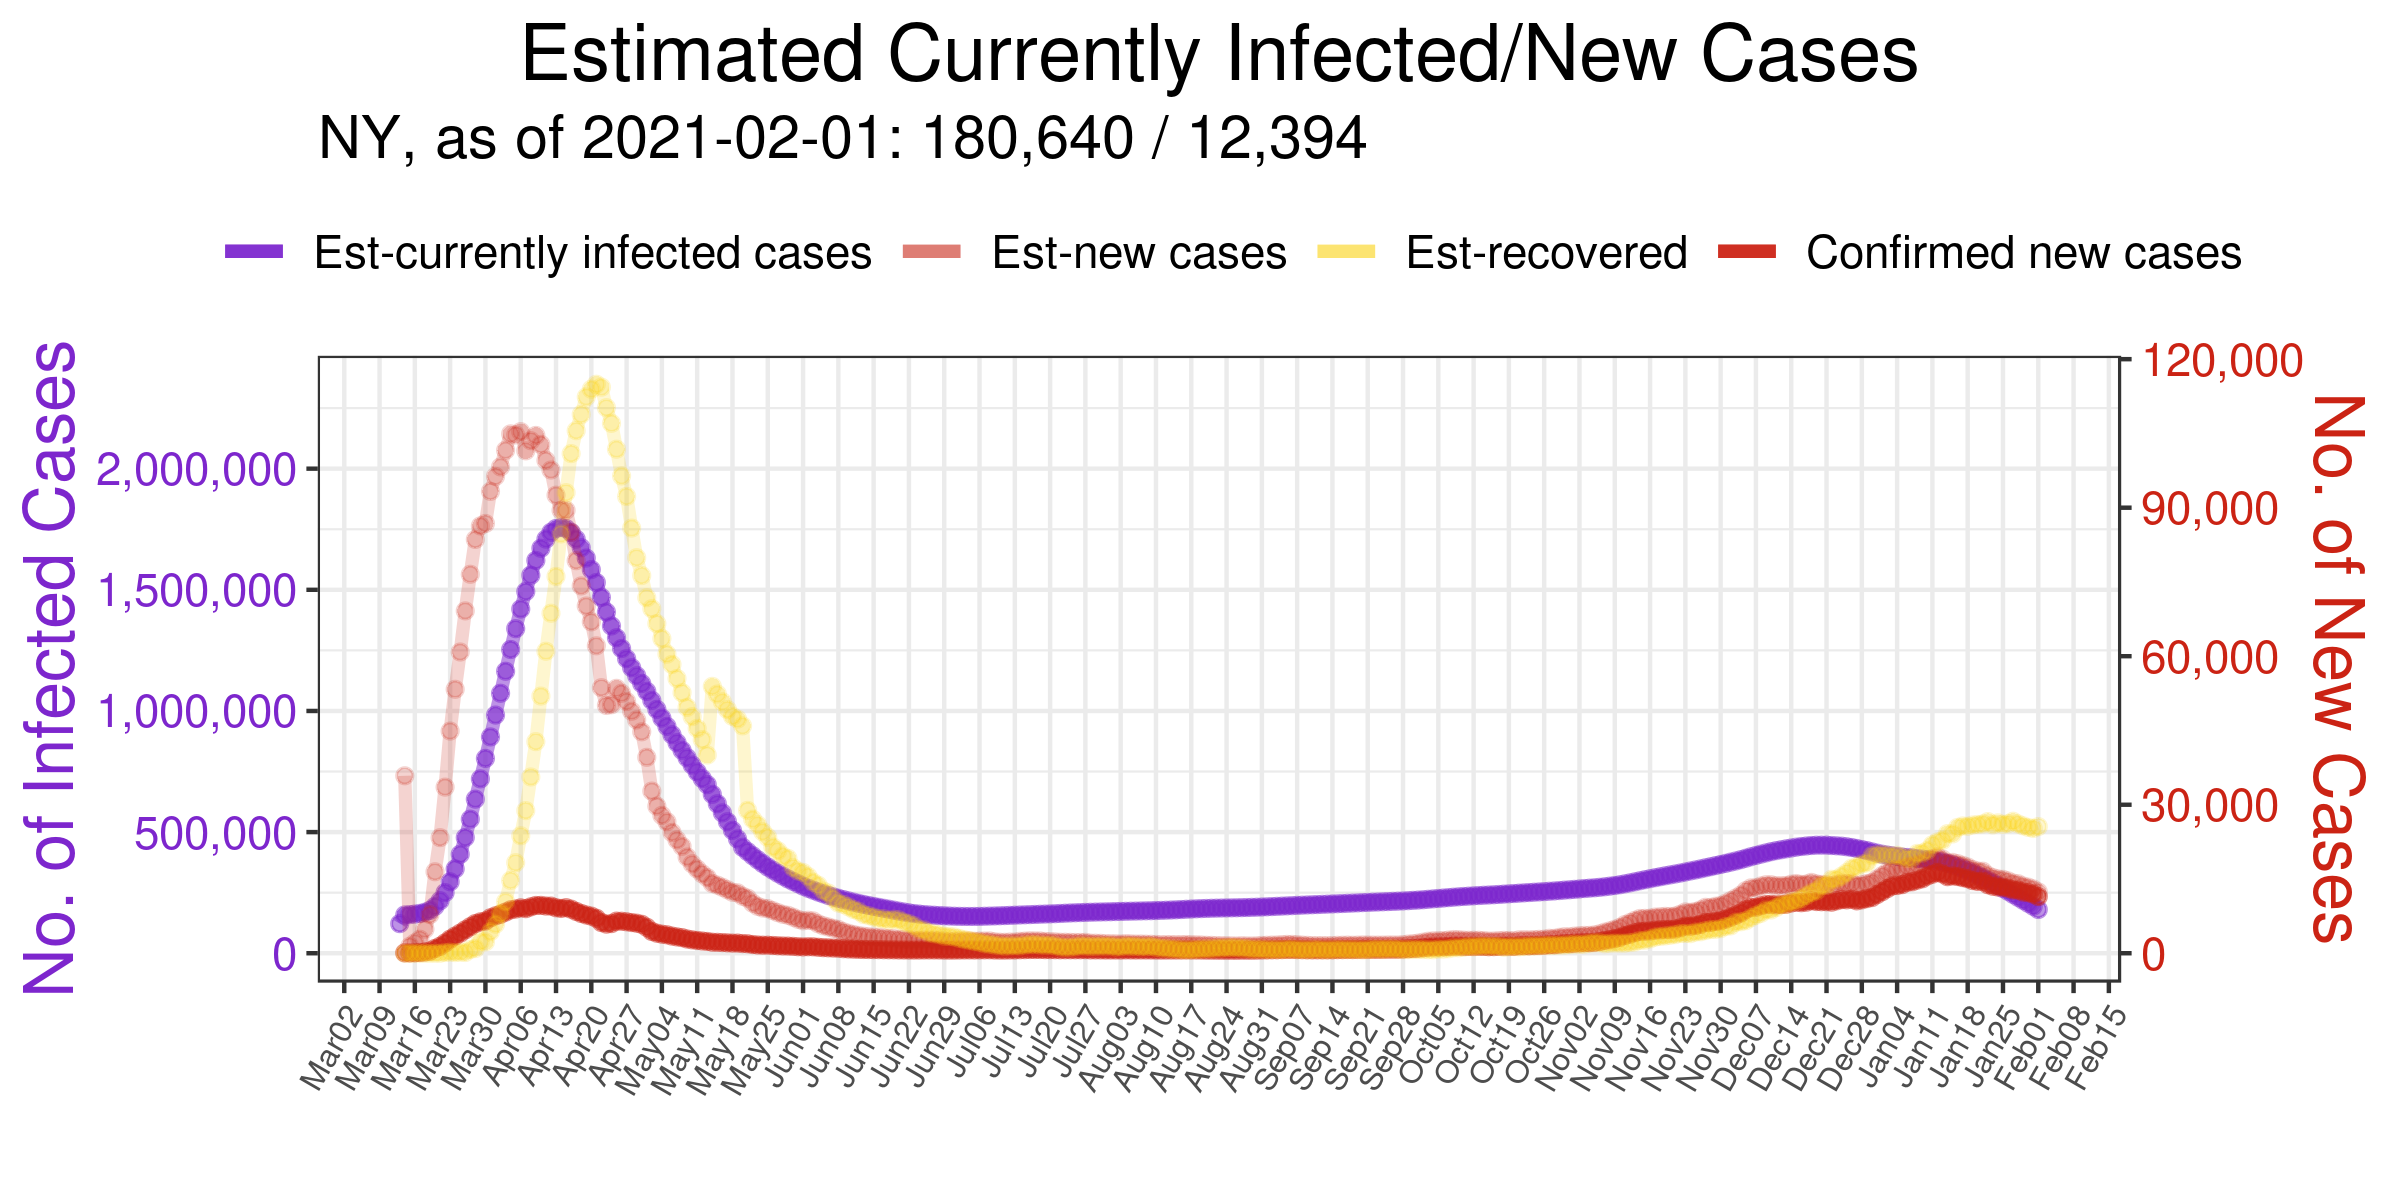 Estimated Currently Infected/New Cases
NY, as of 2021-02-01: 180,640 / 12,394
Est-currently infected cases Est-new cases Est-recovered Confirmed new cases
No. of Infected Cases
2,000,000
1,500,000
1,000,000
500,000
0
120,000
90,000
60,000
30,000
0
No. of New Cases
Mar02 Mar09 Mar16 Mar23 Mar30 Apr06 Apr13 Apr20 Apr27 May04 May11 May18 May25 Jun01 Jun08 Jun15 Jun22 Jun29 Jul06 Jul13 Jul20 Jul27 Aug03 Aug10 Aug17 Aug24 Aug31 Sep07 Sep14 Sep21 Sep28 Oct05 Oct12 Oct19 Oct26 Nov02 Nov09 Nov16 Nov23 Nov30 Dec07 Dec14 Dec21 Dec28 Jan04 Jan11 Jan18 Jan25 Feb01 Feb08 Feb15